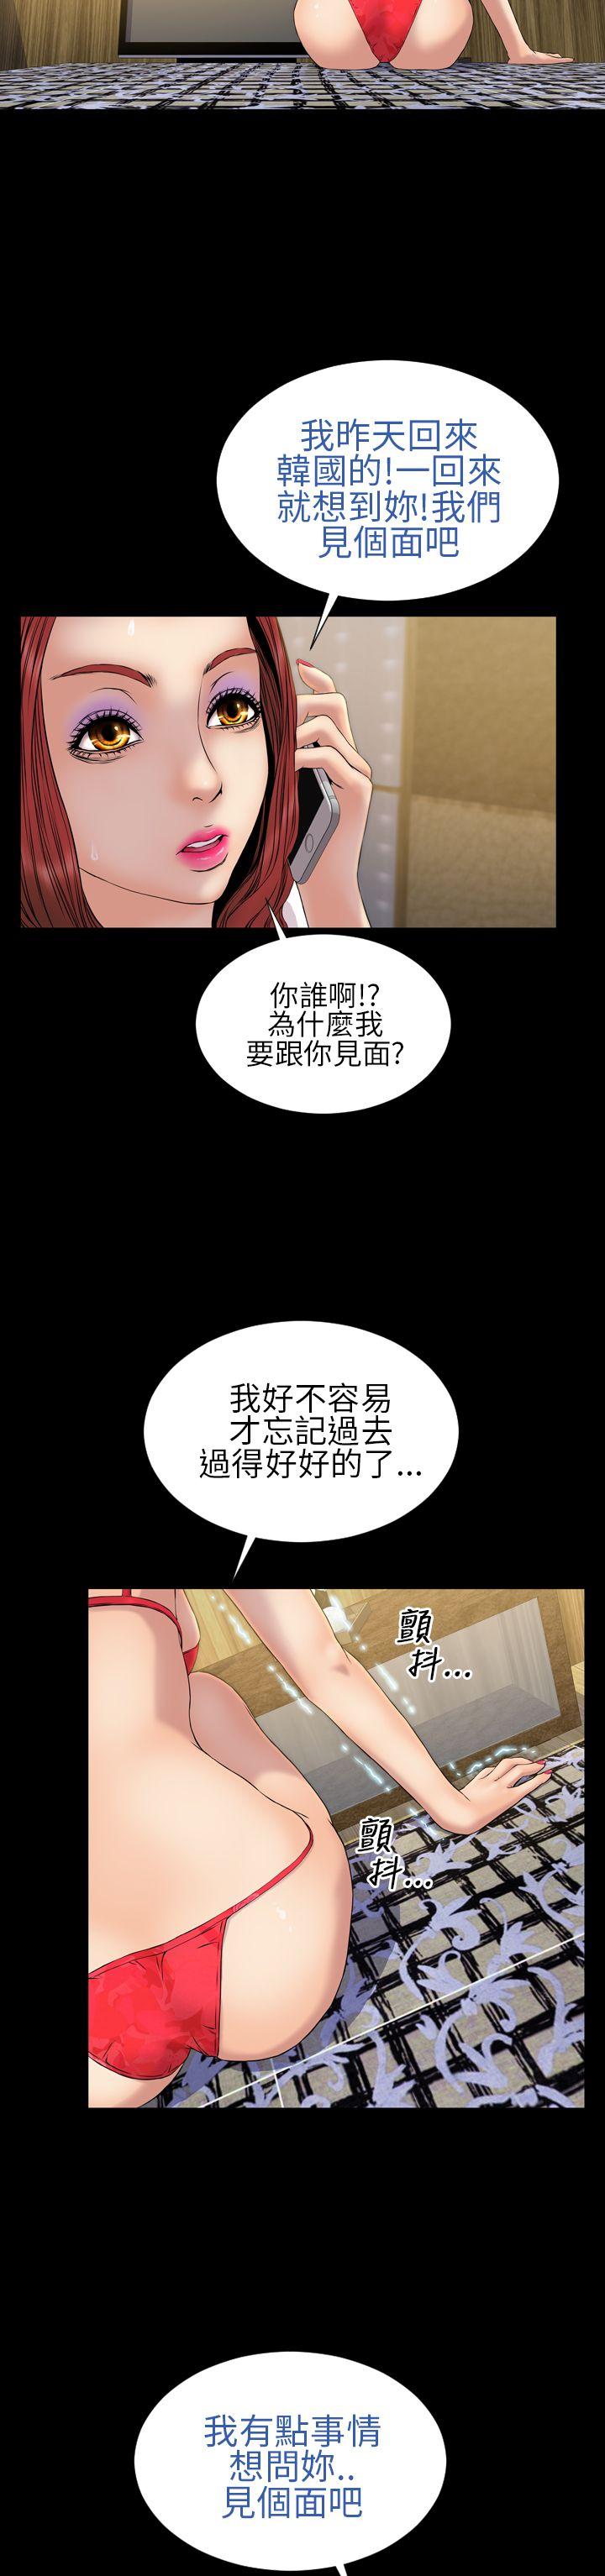 我昨天回來
韓國的!一回來
就想到妳!我們
見個面吧
你誰啊!?
為什麼我
要跟你見面?
我好不容易
才忘記過去
過得好好的了...
顫
抖...
顫
抖...
我有點事情
想問妳..
見個面吧